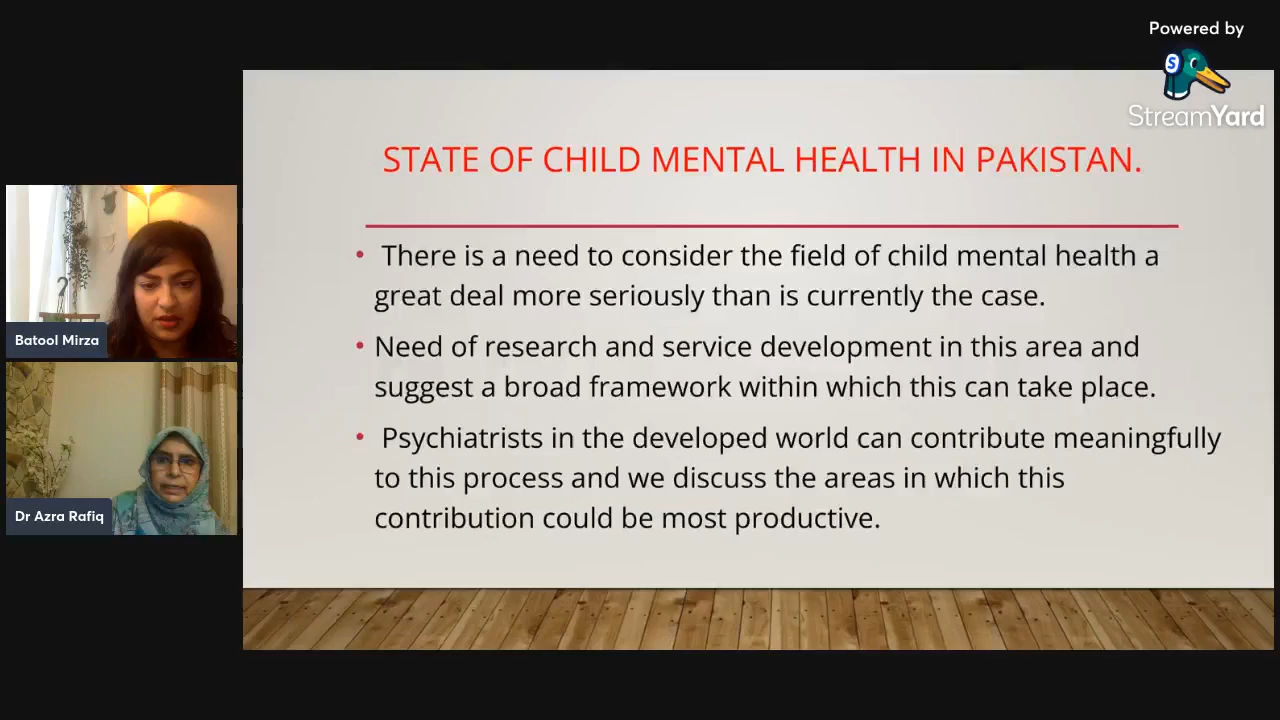 Powered by
StreamYard
STATE OF CHILD MENTAL HEALTH IN PAKISTAN.
• There is a need to consider the field of child mental health a
great deal more seriously than is currently the case.
• Need of research and service development in this area and
suggest a broad framework within which this can take place.
• Psychiatrists in the developed world can contribute meaningfully
to this process and we discuss the areas in which this
contribution could be most productive.
Batool Mirza
Dr Azra Rafiq